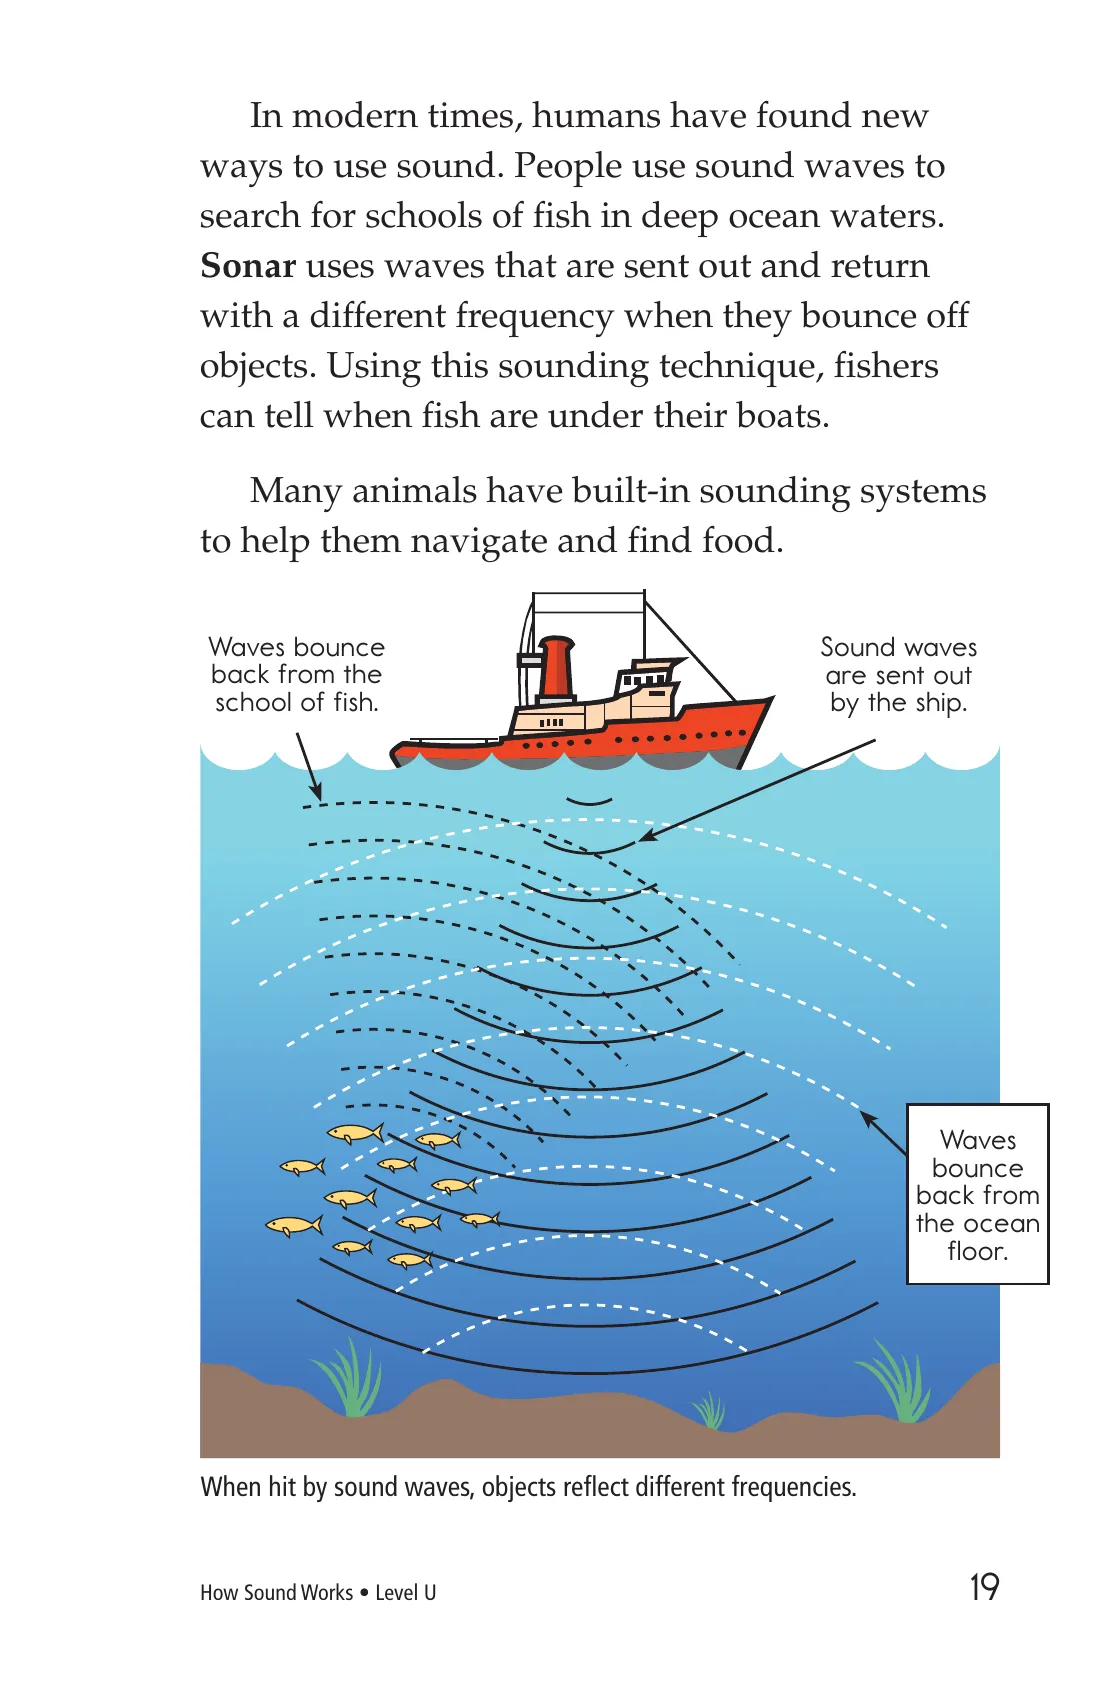 In modern times, humans have found new
ways to use sound. People use sound waves to
search for schools of fish in deep ocean waters.
Sonar uses waves that are sent out and return
with a different frequency when they bounce off
objects. Using this sounding technique, fishers
can tell when fish are under their boats.
Many animals have built-in sounding systems
to help them navigate and find food.
Waves bounce
back from the
school of fish.
Sound waves
are sent out
by the ship.
Waves
bounce
back from
the ocean
floor.
When hit by sound waves, objects reflect different frequencies.
How Sound Works • Level U
19